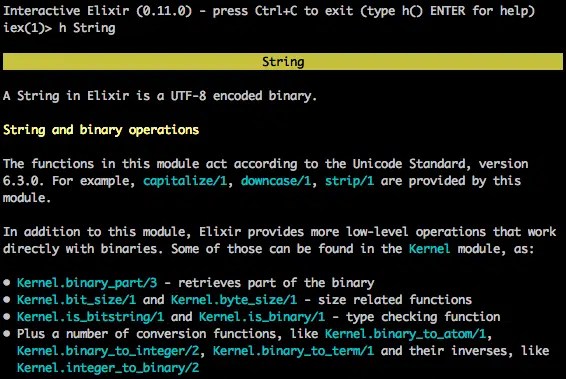 Interactive Elixir (0.11.0) - press Ctrl+C to exit (type h() ENTER for help)
iex(1)> h String
String
A String in Elixir is a UTF-8 encoded binary.
String and binary operations
The functions in this module act according to the Unicode Standard, version
6.3.0. For example, capitalize/1, downcase/1, strip/1 are provided by this
module.
In addition to this module, Elixir provides more low-level operations that work
directly with binaries. Some of those can be found in the Kernel module, as:
● Kernel.binary_part/3 - retrieves part of the binary
● Kernel.bit_size/1 and Kernel.byte_size/1 - size related functions
● Kernel.is_bitstring/1 and Kernel.is_binary/1 - type checking function
● Plus a number of conversion functions, like Kernel.binary_to_atom/1,
Kernel.binary_to_integer/2, Kernel.binary_to_term/1 and their inverses, like
Kernel.integer_to_binary/2